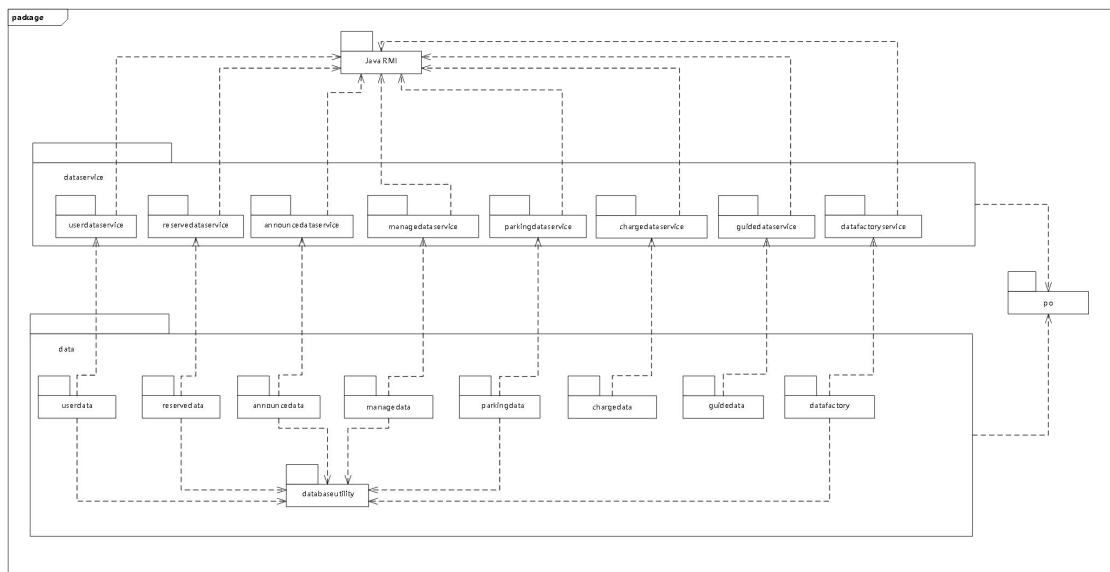 package
Java RMI
dataservice
userdataservice
reservedataservice
announcedataservice
managedataservice
parkingdataservice
chargedataservice
guidedataservice
datafactoryservice
po
data
userdata
reservedata
announcedata
managedata
parkingdata
chargedata
guidedata
datafactory
databaseutility